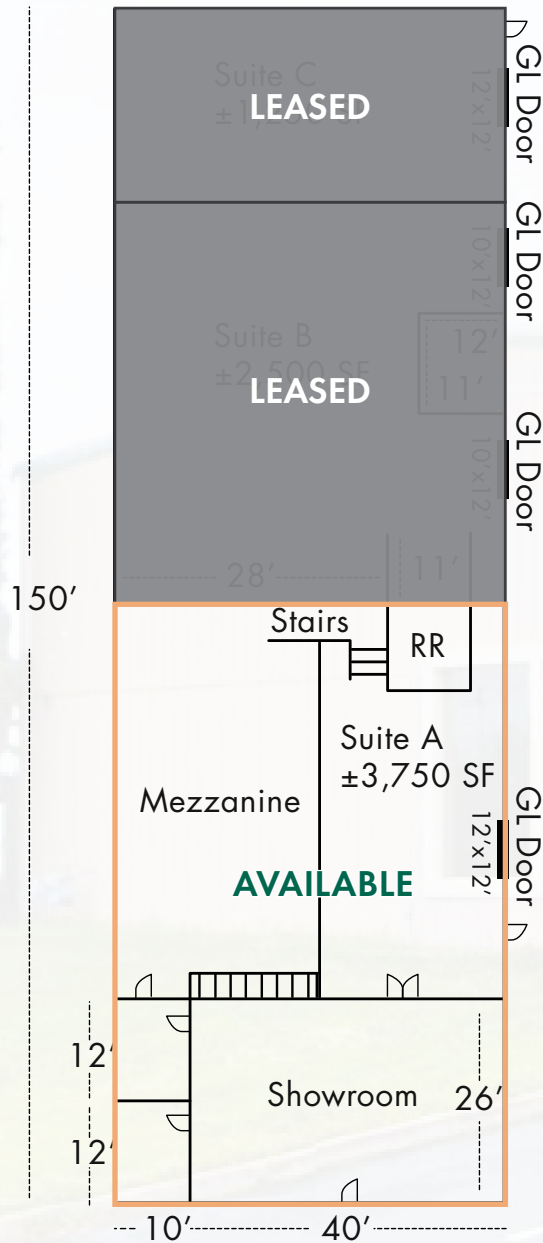 Suite C
LEASED
12'x12'
GL Door
10'x12'
GL Door
Suite B
±2,500 SF
LEASED
12'
11'
10'x12'
GL Door
28'
11'
150'
Stairs
RR
Suite A
±3,750 SF
Mezzanine
12'x12'
GL Door
AVAILABLE
12'
Showroom
26'
12'
10'
40'